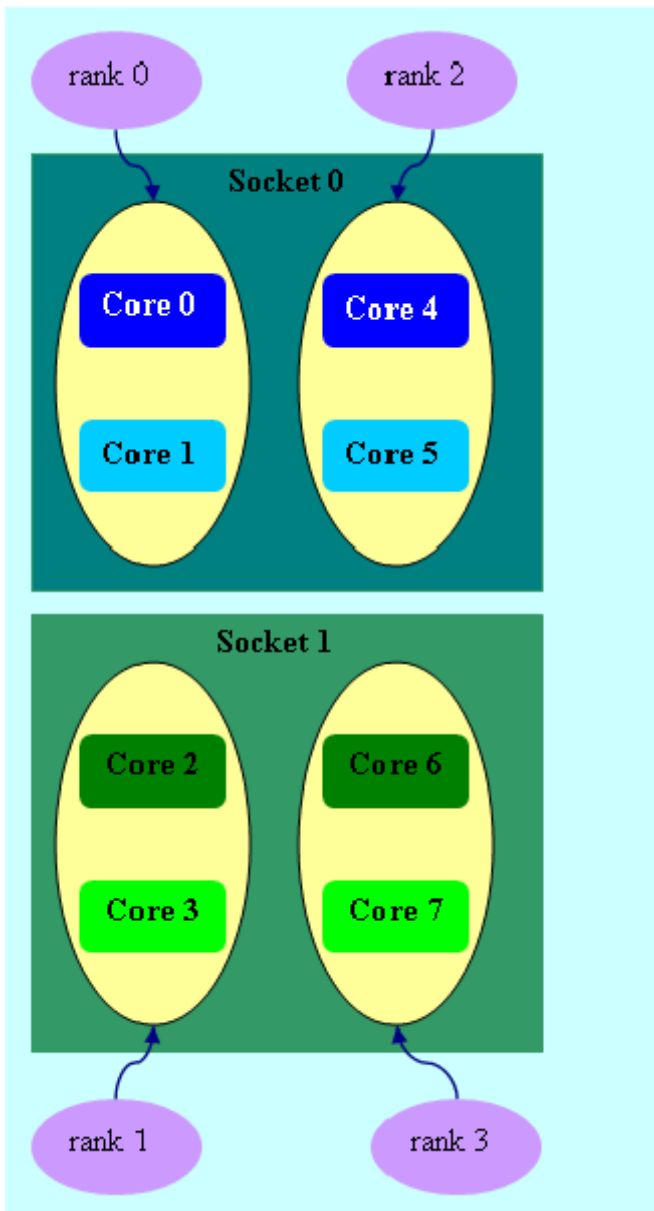 rank 0
rank 2
Socket 0
Core 0
Core 4
Core 1
Core 5
Socket 1
Core 2
Core 6
Core 3
Core 7
rank 1
rank 3